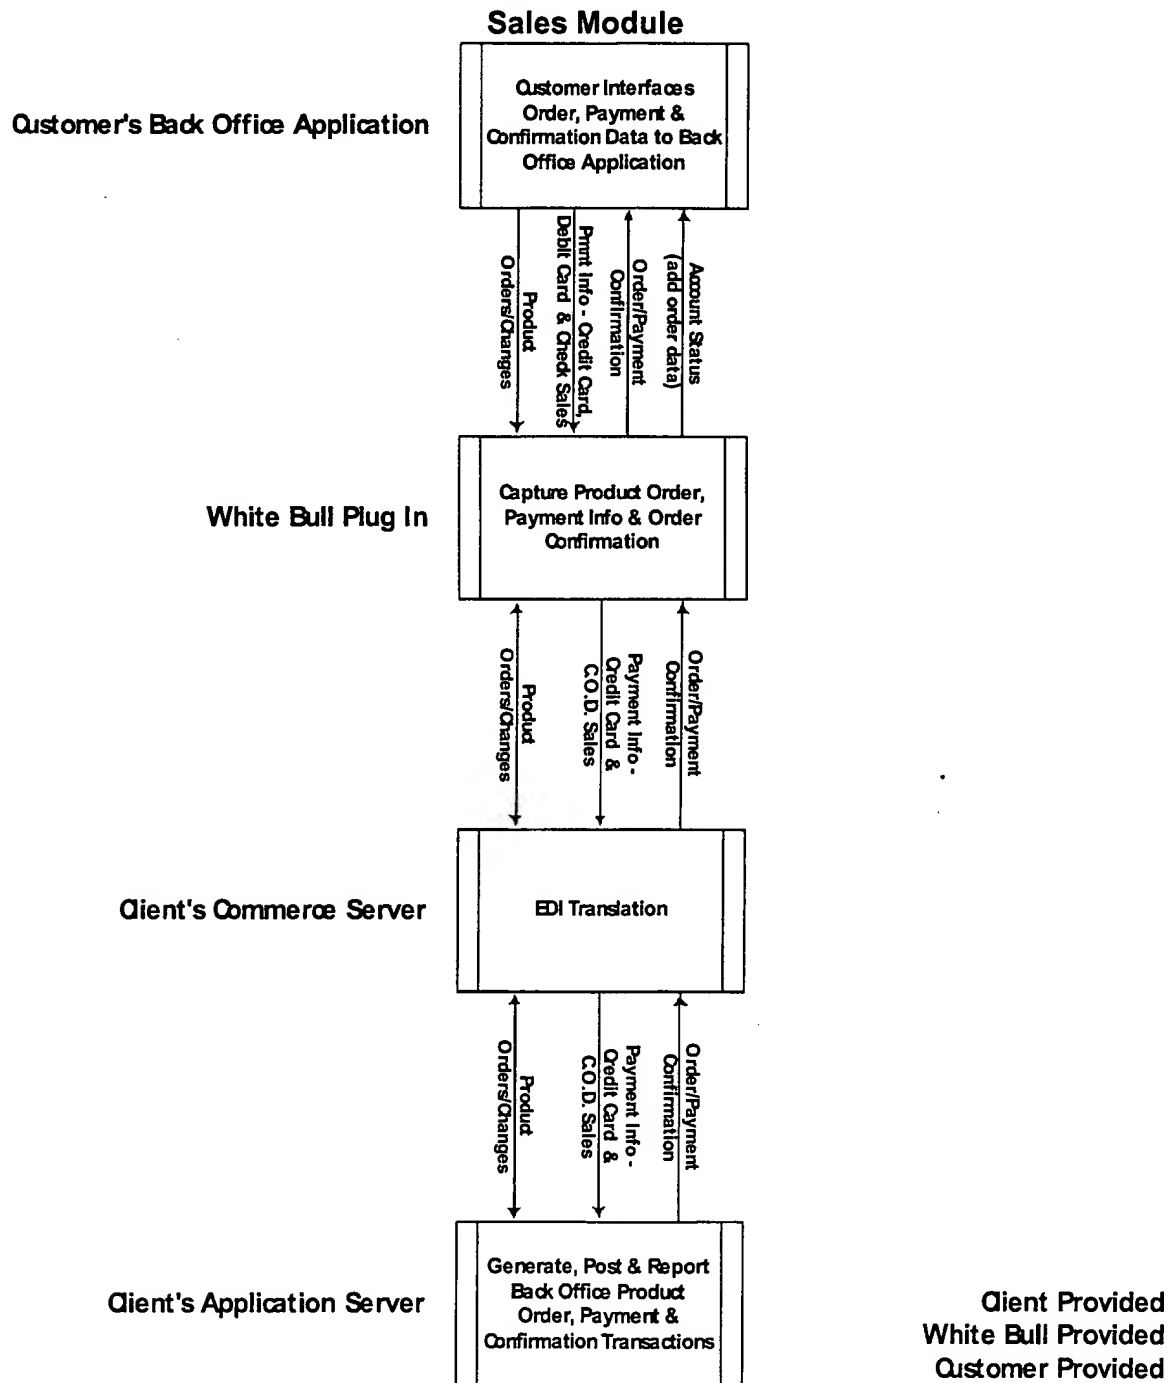 Sales Module
Customer's Back Office Application
Customer Interfaces
Order, Payment &
Confirmation Data to Back
Office Application
Product
Orders/Changes
Pmnt Info - Credit Card,
Debit Card & Check Sales
Order/Payment
Confirmation
Account Status
(add order data)
White Bull Plug In
Capture Product Order,
Payment Info & Order
Confirmation
Product
Orders/Changes
Payment Info -
Credit Card &
C.O.D. Sales
Order/Payment
Confirmation
Client's Commerce Server
EDI Translation
Product
Orders/Changes
Payment Info -
Credit Card &
C.O.D. Sales
Order/Payment
Confirmation
Client's Application Server
Generate, Post & Report
Back Office Product
Order, Payment &
Confirmation Transactions
Client Provided
White Bull Provided
Customer Provided